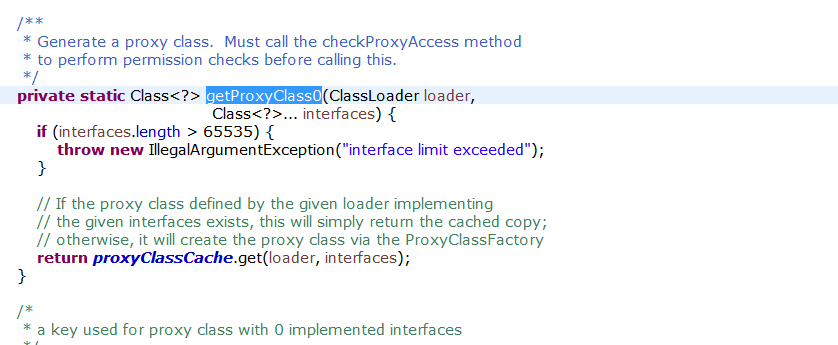 /**
* Generate a proxy class.  Must call the checkProxyAccess method
* to perform permission checks before calling this.
*/
private static Class<?> getProxyClass0(ClassLoader loader,
Class<?>... interfaces) {
if (interfaces.length > 65535) {
throw new IllegalArgumentException("interface limit exceeded");
}
// If the proxy class defined by the given loader implementing
// the given interfaces exists, this will simply return the cached copy;
// otherwise, it will create the proxy class via the ProxyClassFactory
return proxyClassCache.get(loader, interfaces);
}
/*
* a key used for proxy class with 0 implemented interfaces
*/